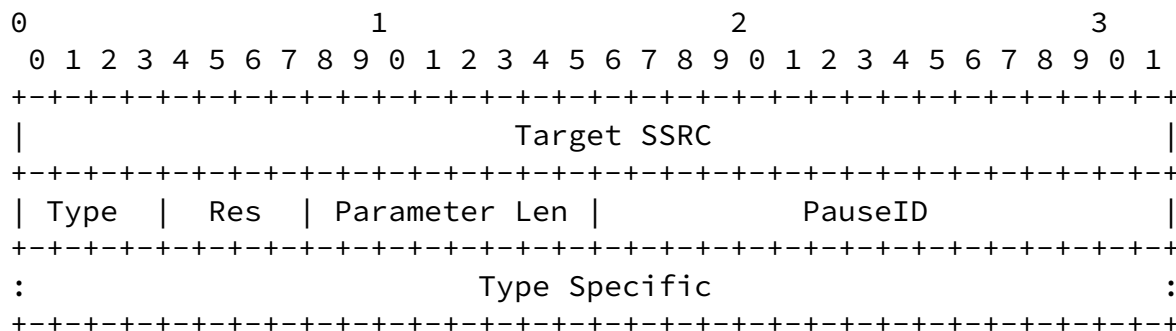 0                   1                   2                   3
 0 1 2 3 4 5 6 7 8 9 0 1 2 3 4 5 6 7 8 9 0 1 2 3 4 5 6 7 8 9 0 1
+-+-+-+-+-+-+-+-+-+-+-+-+-+-+-+-+-+-+-+-+-+-+-+-+-+-+-+-+-+-+-+-+
|                           Target SSRC                         |
+-+-+-+-+-+-+-+-+-+-+-+-+-+-+-+-+-+-+-+-+-+-+-+-+-+-+-+-+-+-+-+-+
| Type  |  Res  | Parameter Len |           PauseID             |
+-+-+-+-+-+-+-+-+-+-+-+-+-+-+-+-+-+-+-+-+-+-+-+-+-+-+-+-+-+-+-+-+
:                         Type Specific                         :
+-+-+-+-+-+-+-+-+-+-+-+-+-+-+-+-+-+-+-+-+-+-+-+-+-+-+-+-+-+-+-+-+